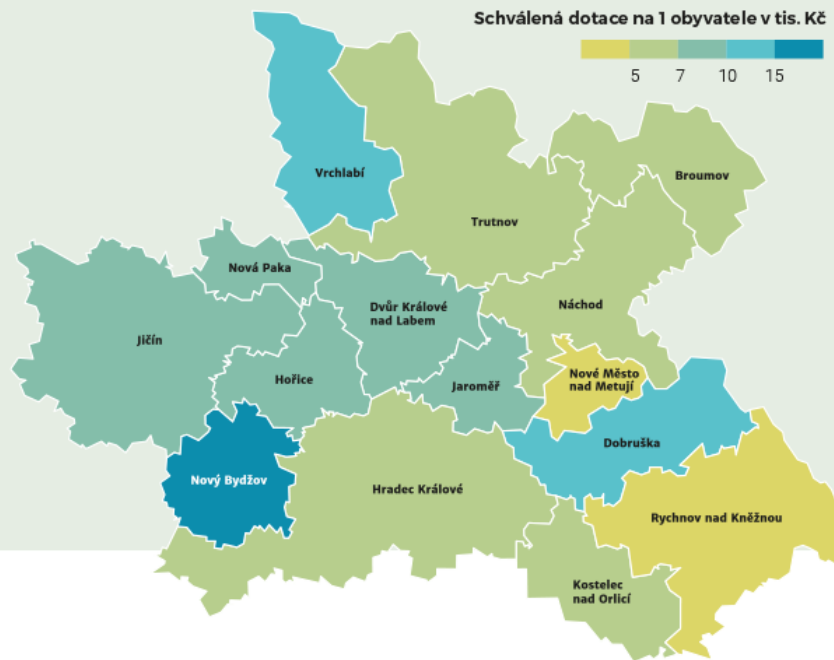 Schválená dotace na 1 obyvatele v tis. Kč
5 7 10 15
Vrchlabí
Broumov
Trutnov
Nová Paka
Dvůr Králové
nad Labem
Náchod
Jičín
Hořice
Jaroměř
Nové Město
nad Metují
Dobruška
Nový Bydžov
Hradec Králové
Rychnov nad Kněžnou
Kostelec
nad Orlicí